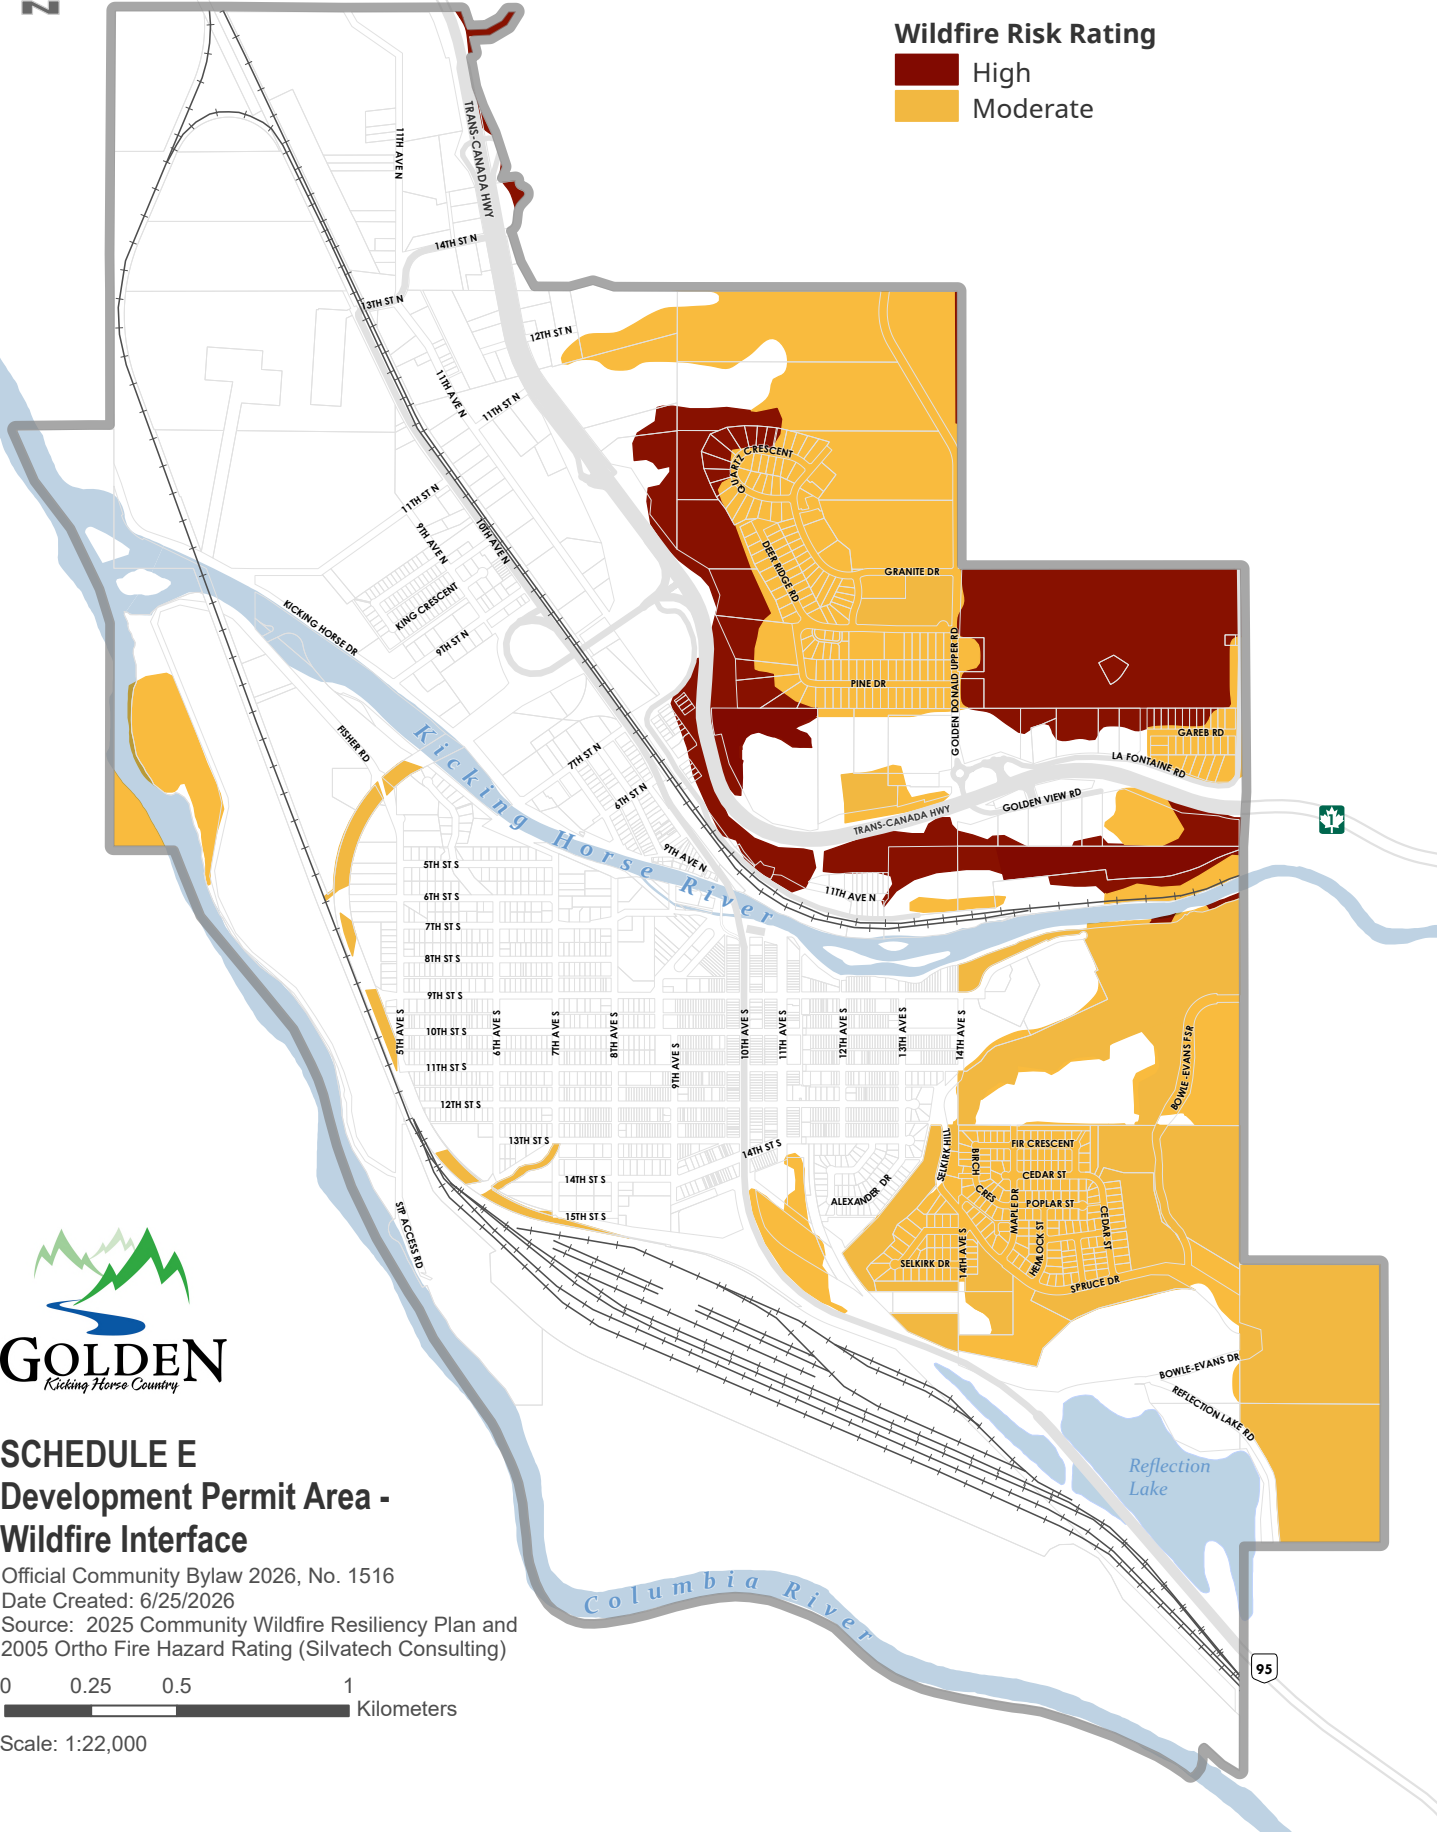 N
Wildfire Risk Rating
High
Moderate
TRANS-CANADA HWY
11TH AVE N
14TH ST N
13TH ST N
12TH ST N
11TH AVE N
11TH ST N
QUARTZ CRESCENT
11TH ST N
9TH AVE N
10TH AVE N
DEER RIDGE RD
GRANITE DR
KING CRESCENT
KICKING HORSE DR
9TH ST N
GOLDEN DONALD UPPER RD
PINE DR
FISHER RD
Kicking Horse River
7TH ST N
6TH ST N
GAREB RD
LA FONTAINE RD
GOLDEN VIEW RD
TRANS-CANADA HWY
1
9TH AVE N
11TH AVE N
5TH ST S
6TH ST S
7TH ST S
8TH ST S
9TH ST S
10TH ST S
11TH ST S
12TH ST S
5TH AVE S
6TH AVE S
7TH AVE S
8TH AVE S
9TH AVE S
10TH AVE S
11TH AVE S
12TH AVE S
13TH AVE S
14TH AVE S
BOWLE-EVANS FSR
13TH ST S
14TH ST S
14TH ST S
15TH ST S
ALEXANDER DR
SELKIRK HILL
BIRCH CRES
FIR CRESCENT
CEDAR ST
POPLAR ST
MAPLE DR
HEMLOCK ST
CEDAR ST
SPRUCE DR
SELKIRK DR
14TH AVE S
STP ACCESS RD
BOWLE-EVANS DR
REFLECTION LAKE RD
Reflection
Lake
Columbia River
95
GOLDEN
Kicking Horse Country
SCHEDULE E
Development Permit Area -
Wildfire Interface
Official Community Bylaw 2026, No. 1516
Date Created: 6/25/2026
Source: 2025 Community Wildfire Resiliency Plan and
2005 Ortho Fire Hazard Rating (Silvatech Consulting)
0 0.25 0.5 1
Kilometers
Scale: 1:22,000